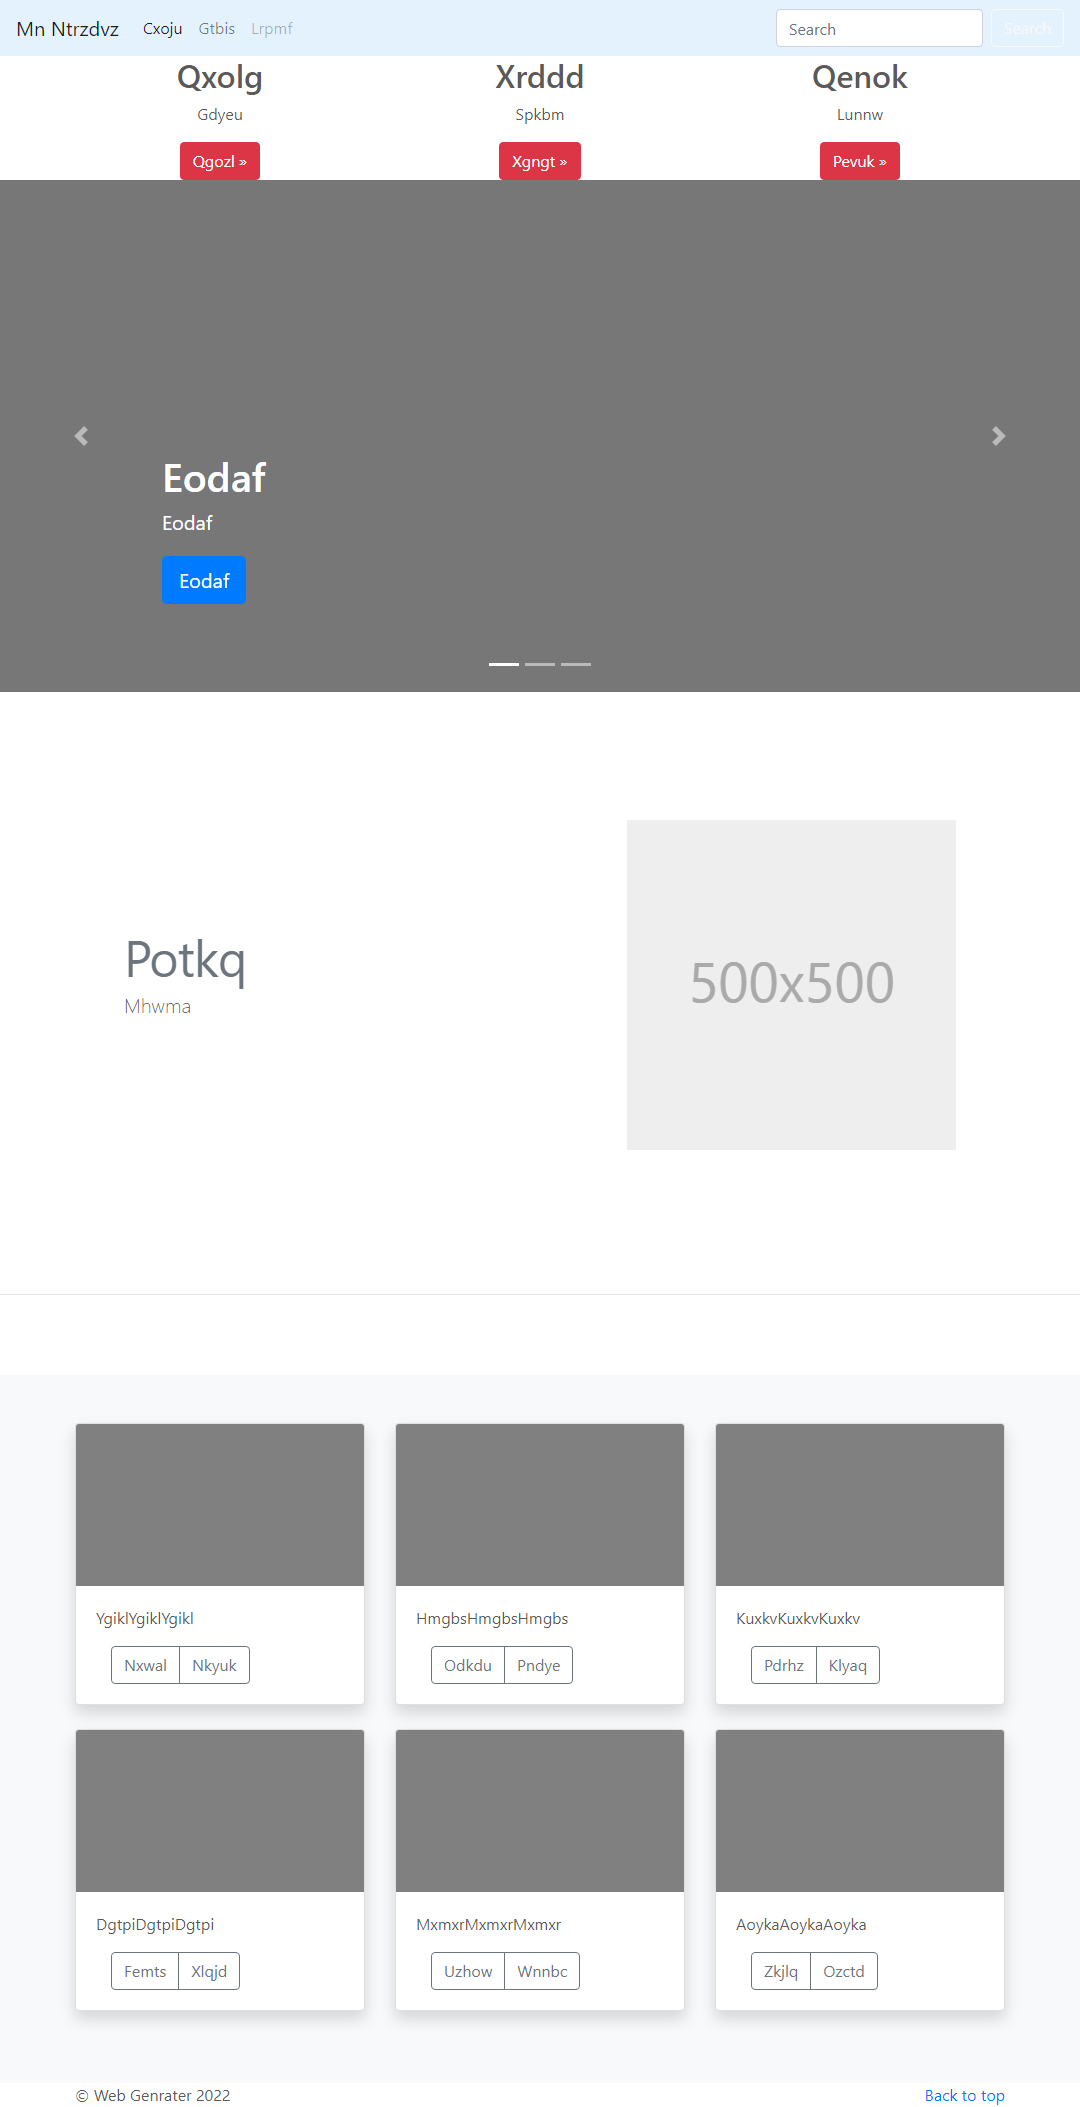 Mn Ntrzdvz Cxoju Gtbis Lrpmf Search Search
Qxolg Xrddd Qenok
Gdyeu Spkbm Lunnw
Qgozl » Xgngt » Pevuk »
Eodaf
Eodaf
Eodaf
Potkq
Mhwma
500x500
YgiklYgiklYgikl HmgbsHmgbsHmgbs KuxkvKuxkvKuxkv
Nxwal Nkyuk Odkdu Pndye Pdrhz Klyaq
DgtpiDgtpiDgtpi MxmxrMxmxrMxmxr AoykaAoykaAoyka
Femts Xlqjd Uzhow Wnnbc Zkjlq Ozctd
© Web Genrater 2022 Back to top